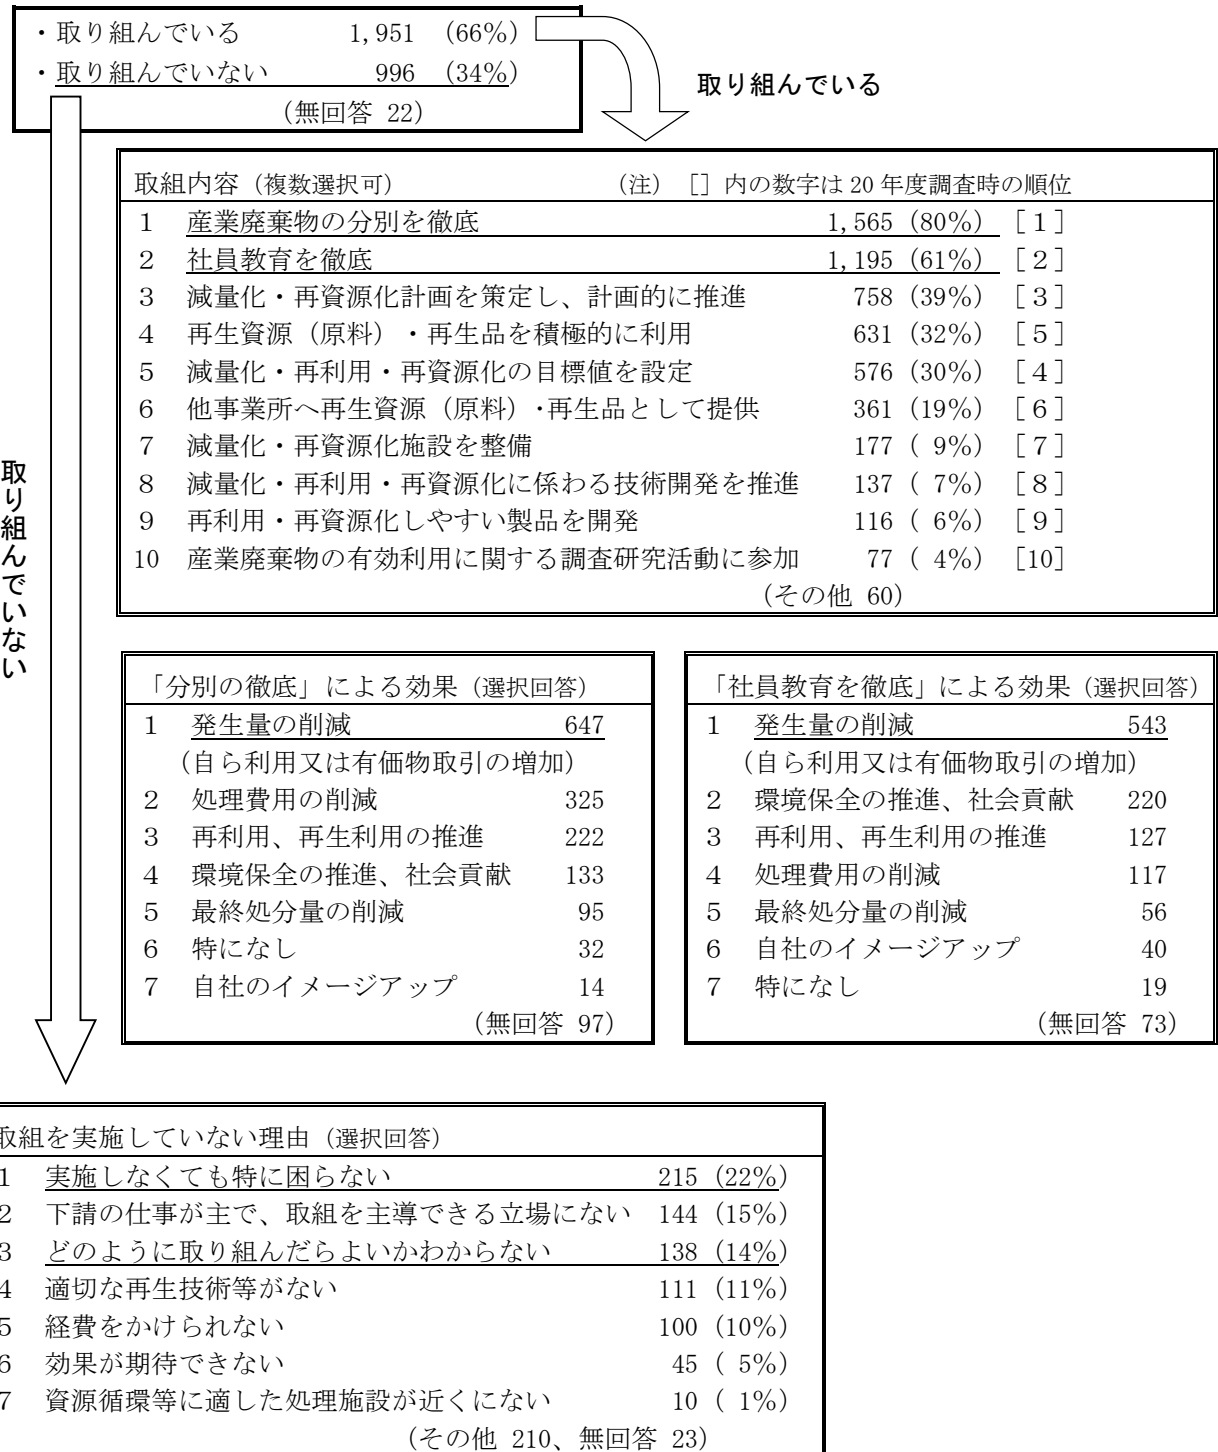 ・取り組んでいる 1,951 (66%)
・取り組んでいない 996 (34%)
(無回答 22)
取り組んでいる
取組内容（複数選択可） （注） [] 内の数字は 20 年度調査時の順位
1 産業廃棄物の分別を徹底 1,565 (80%) [1]
2 社員教育を徹底 1,195 (61%) [2]
3 減量化・再資源化計画を策定し、計画的に推進 758 (39%) [3]
4 再生資源（原料）・再生品を積極的に利用 631 (32%) [5]
5 減量化・再利用・再資源化の目標値を設定 576 (30%) [4]
6 他事業所へ再生資源（原料）･再生品として提供 361 (19%) [6]
7 減量化・再資源化施設を整備 177 ( 9%) [7]
8 減量化・再利用・再資源化に係わる技術開発を推進 137 ( 7%) [8]
9 再利用・再資源化しやすい製品を開発 116 ( 6%) [9]
10 産業廃棄物の有効利用に関する調査研究活動に参加 77 ( 4%) [10]
(その他 60)
取り組んでいない
「分別の徹底」による効果（選択回答）
1 発生量の削減 647
(自ら利用又は有価物取引の増加)
2 処理費用の削減 325
3 再利用、再生利用の推進 222
4 環境保全の推進、社会貢献 133
5 最終処分量の削減 95
6 特になし 32
7 自社のイメージアップ 14
(無回答 97)
「社員教育を徹底」による効果（選択回答）
1 発生量の削減 543
(自ら利用又は有価物取引の増加)
2 環境保全の推進、社会貢献 220
3 再利用、再生利用の推進 127
4 処理費用の削減 117
5 最終処分量の削減 56
6 自社のイメージアップ 40
7 特になし 19
(無回答 73)
取組を実施していない理由（選択回答）
1 実施しなくても特に困らない 215 (22%)
2 下請の仕事が主で、取組を主導できる立場にない 144 (15%)
3 どのように取り組んだらよいかわからない 138 (14%)
4 適切な再生技術等がない 111 (11%)
5 経費をかけられない 100 (10%)
6 効果が期待できない 45 ( 5%)
7 資源循環等に適した処理施設が近くにない 10 ( 1%)
(その他 210、無回答 23)